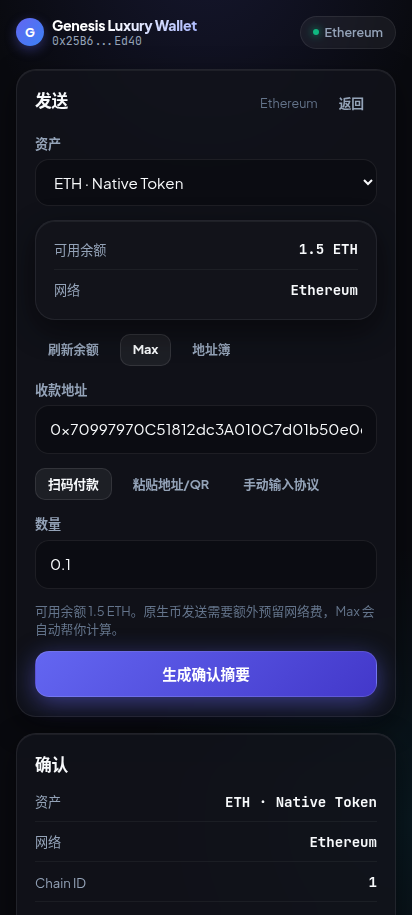 G
Genesis Luxury Wallet
0x25B6...Ed40
Ethereum
发送
Ethereum
返回
资产
ETH · Native Token
可用余额
1.5 ETH
网络
Ethereum
刷新余额
Max
地址簿
收款地址
0x70997970C51812dc3A010C7d01b50e0
扫码付款
粘贴地址/QR
手动输入协议
数量
0.1
可用余额 1.5 ETH。原生币发送需要额外预留网络费，Max 会
自动帮你计算。
生成确认摘要
确认
资产
ETH · Native Token
网络
Ethereum
Chain ID
1